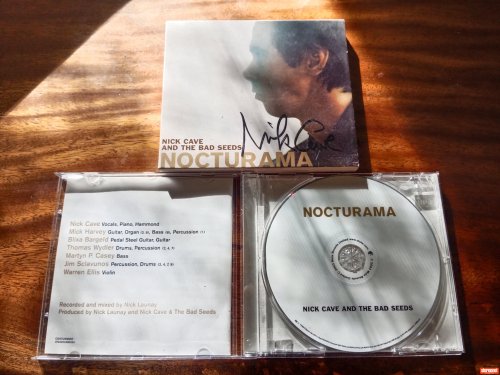 NICK CAVE
AND THE BAD SEEDS
Nick Cave
NOCTURAMA
Nick Cave Vocals, Piano, Hammond
Mick Harvey Guitar, Organ Bass Percussion
Blixa Bargeld Pedal Steel Guitar, Guitar
Thomas Wydler Drums, Percussion
Martyn P. Casey Bass
Jim Sclavunos Percussion, Drums
Warren Ellis Violin
Recorded and mixed by Nick Launay
Produced by Nick Launay and Nick Cave & The Bad Seeds
NOCTURAMA
NICK CAVE AND THE BAD SEEDS